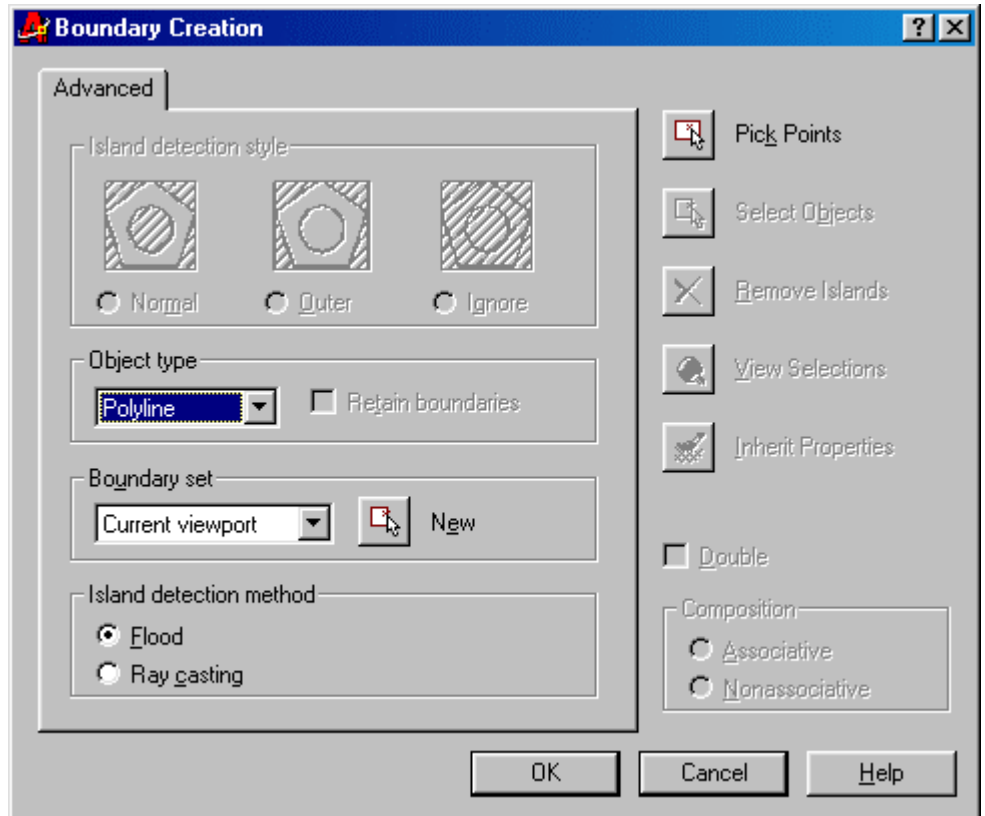 Boundary Creation
Advanced
Island detection style
Normal
Outer
Ignore
Object type
Polyline
Retain boundaries
Boundary set
Current viewport
New
Island detection method
Flood
Ray casting
Pick Points
Select Objects
Remove Islands
View Selections
Inherit Properties
Double
Composition
Associative
Nonassociative
OK
Cancel
Help